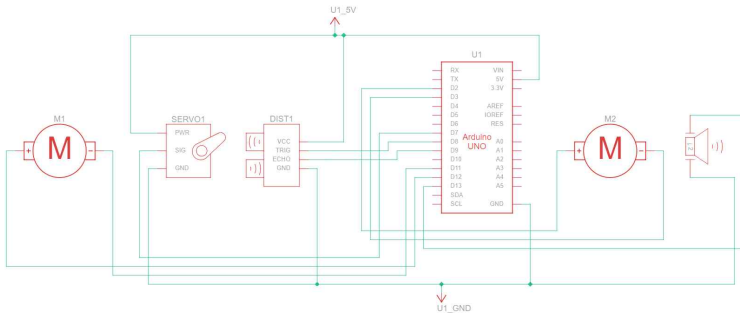 U1_5V
U1
RX
TX
D2
D3
D4
D5
D6
D7
D8
D9
D10
D11
D12
D13
SDA
SCL
VIN
5V
3.3V
AREF
IOREF
RES
A0
A1
A2
A3
A4
A5
GND
Arduino
UNO
M1
+ M -
SERVO1
PWR
SIG
GND
DIST1
VCC
TRIG
ECHO
GND
M2
+ M -
1
2
U1_GND